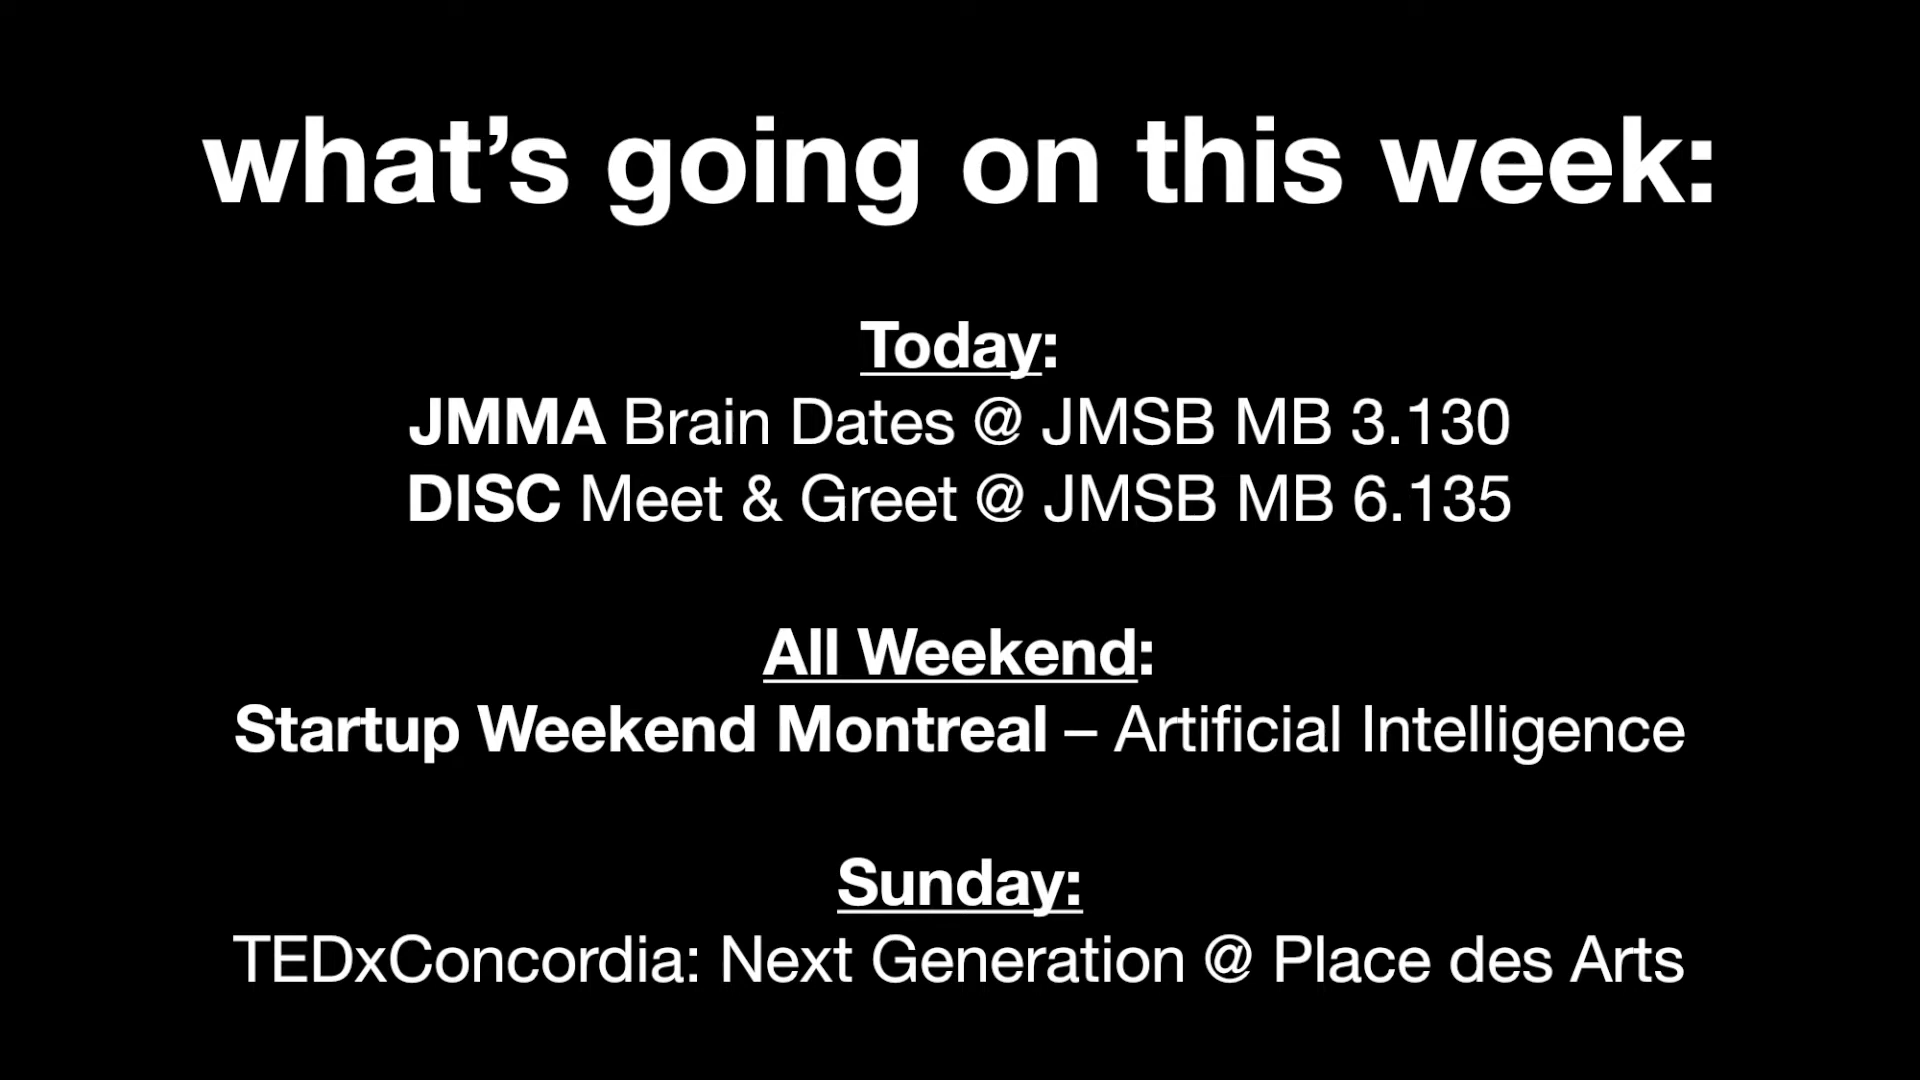 what’s going on this week:
Today:
JMMA Brain Dates @ JMSB MB 3.130
DISC Meet & Greet @ JMSB MB 6.135
All Weekend:
Startup Weekend Montreal – Artificial Intelligence
Sunday:
TEDxConcordia: Next Generation @ Place des Arts